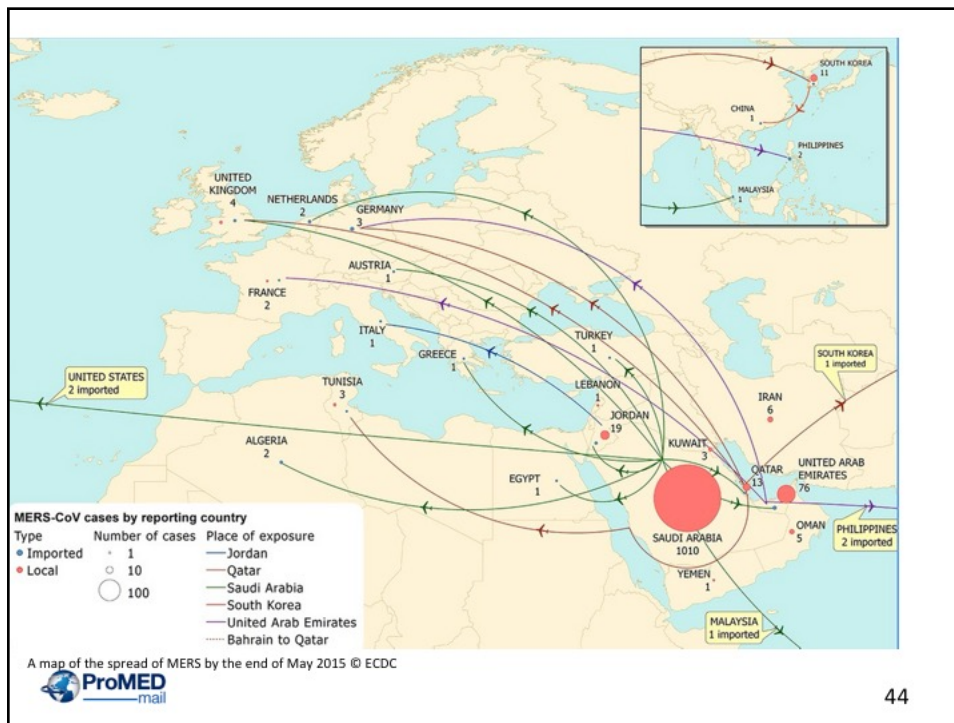 SOUTH KOREA
11
CHINA
1
PHILIPPINES
2
MALAYSIA
1
UNITED
KINGDOM
4
NETHERLANDS
2
GERMANY
3
AUSTRIA
1
FRANCE
2
ITALY
1
GREECE
1
TURKEY
1
SOUTH KOREA
1 imported
UNITED STATES
2 imported
TUNISIA
3
LEBANON
1
JORDAN
19
IRAN
6
ALGERIA
2
KUWAIT
3
QATAR
13
UNITED ARAB
EMIRATES
76
EGYPT
1
SAUDI ARABIA
1010
OMAN
5
PHILIPPINES
2 imported
YEMEN
1
MALAYSIA
1 imported
MERS-CoV cases by reporting country
Type
Imported
Local
Number of cases
1
10
100
Place of exposure
Jordan
Qatar
Saudi Arabia
South Korea
United Arab Emirates
Bahrain to Qatar
A map of the spread of MERS by the end of May 2015 © ECDC
ProMED
mail
44